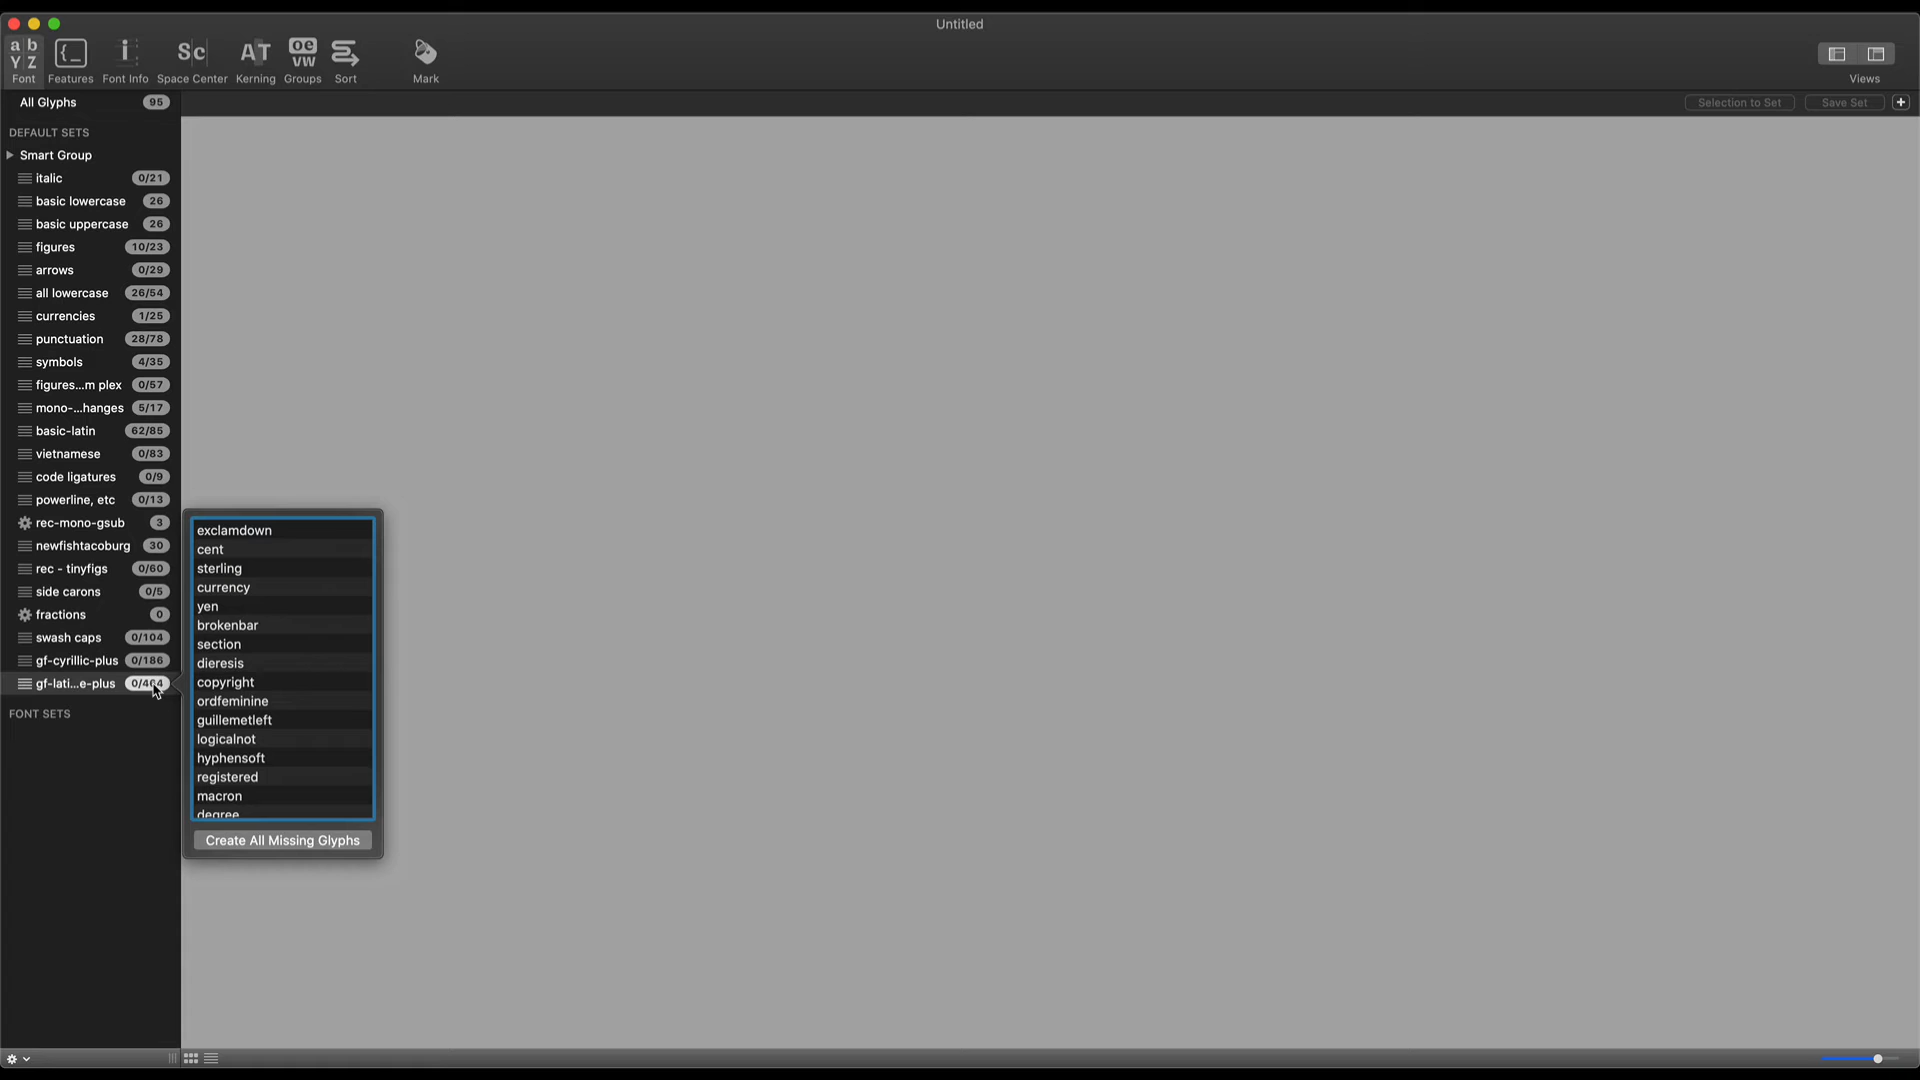 Untitled
a b
Y Z
Font
{_
Features
i
Font Info
Sc
Space Center
AT
Kerning
oe
vw
Groups
Sort
Mark
Views
All Glyphs 95
Selection to Set
Save Set
+
DEFAULT SETS
Smart Group
italic 0/21
basic lowercase 26
basic uppercase 26
figures 10/23
arrows 0/29
all lowercase 26/54
currencies 1/25
punctuation 28/78
symbols 4/35
figures...m plex 0/57
mono-...hanges 5/17
basic-latin 62/85
vietnamese 0/83
code ligatures 0/9
powerline, etc 0/13
rec-mono-gsub 3
newfishtacoburg 30
rec - tinyfigs 0/60
side carons 0/5
fractions 0
swash caps 0/104
gf-cyrillic-plus 0/186
gf-lati...e-plus
FONT SETS
exclamdown
cent
sterling
currency
yen
brokenbar
section
dieresis
copyright
ordfeminine
guillemetleft
logicalnot
hyphensoft
registered
macron
degree
Create All Missing Glyphs